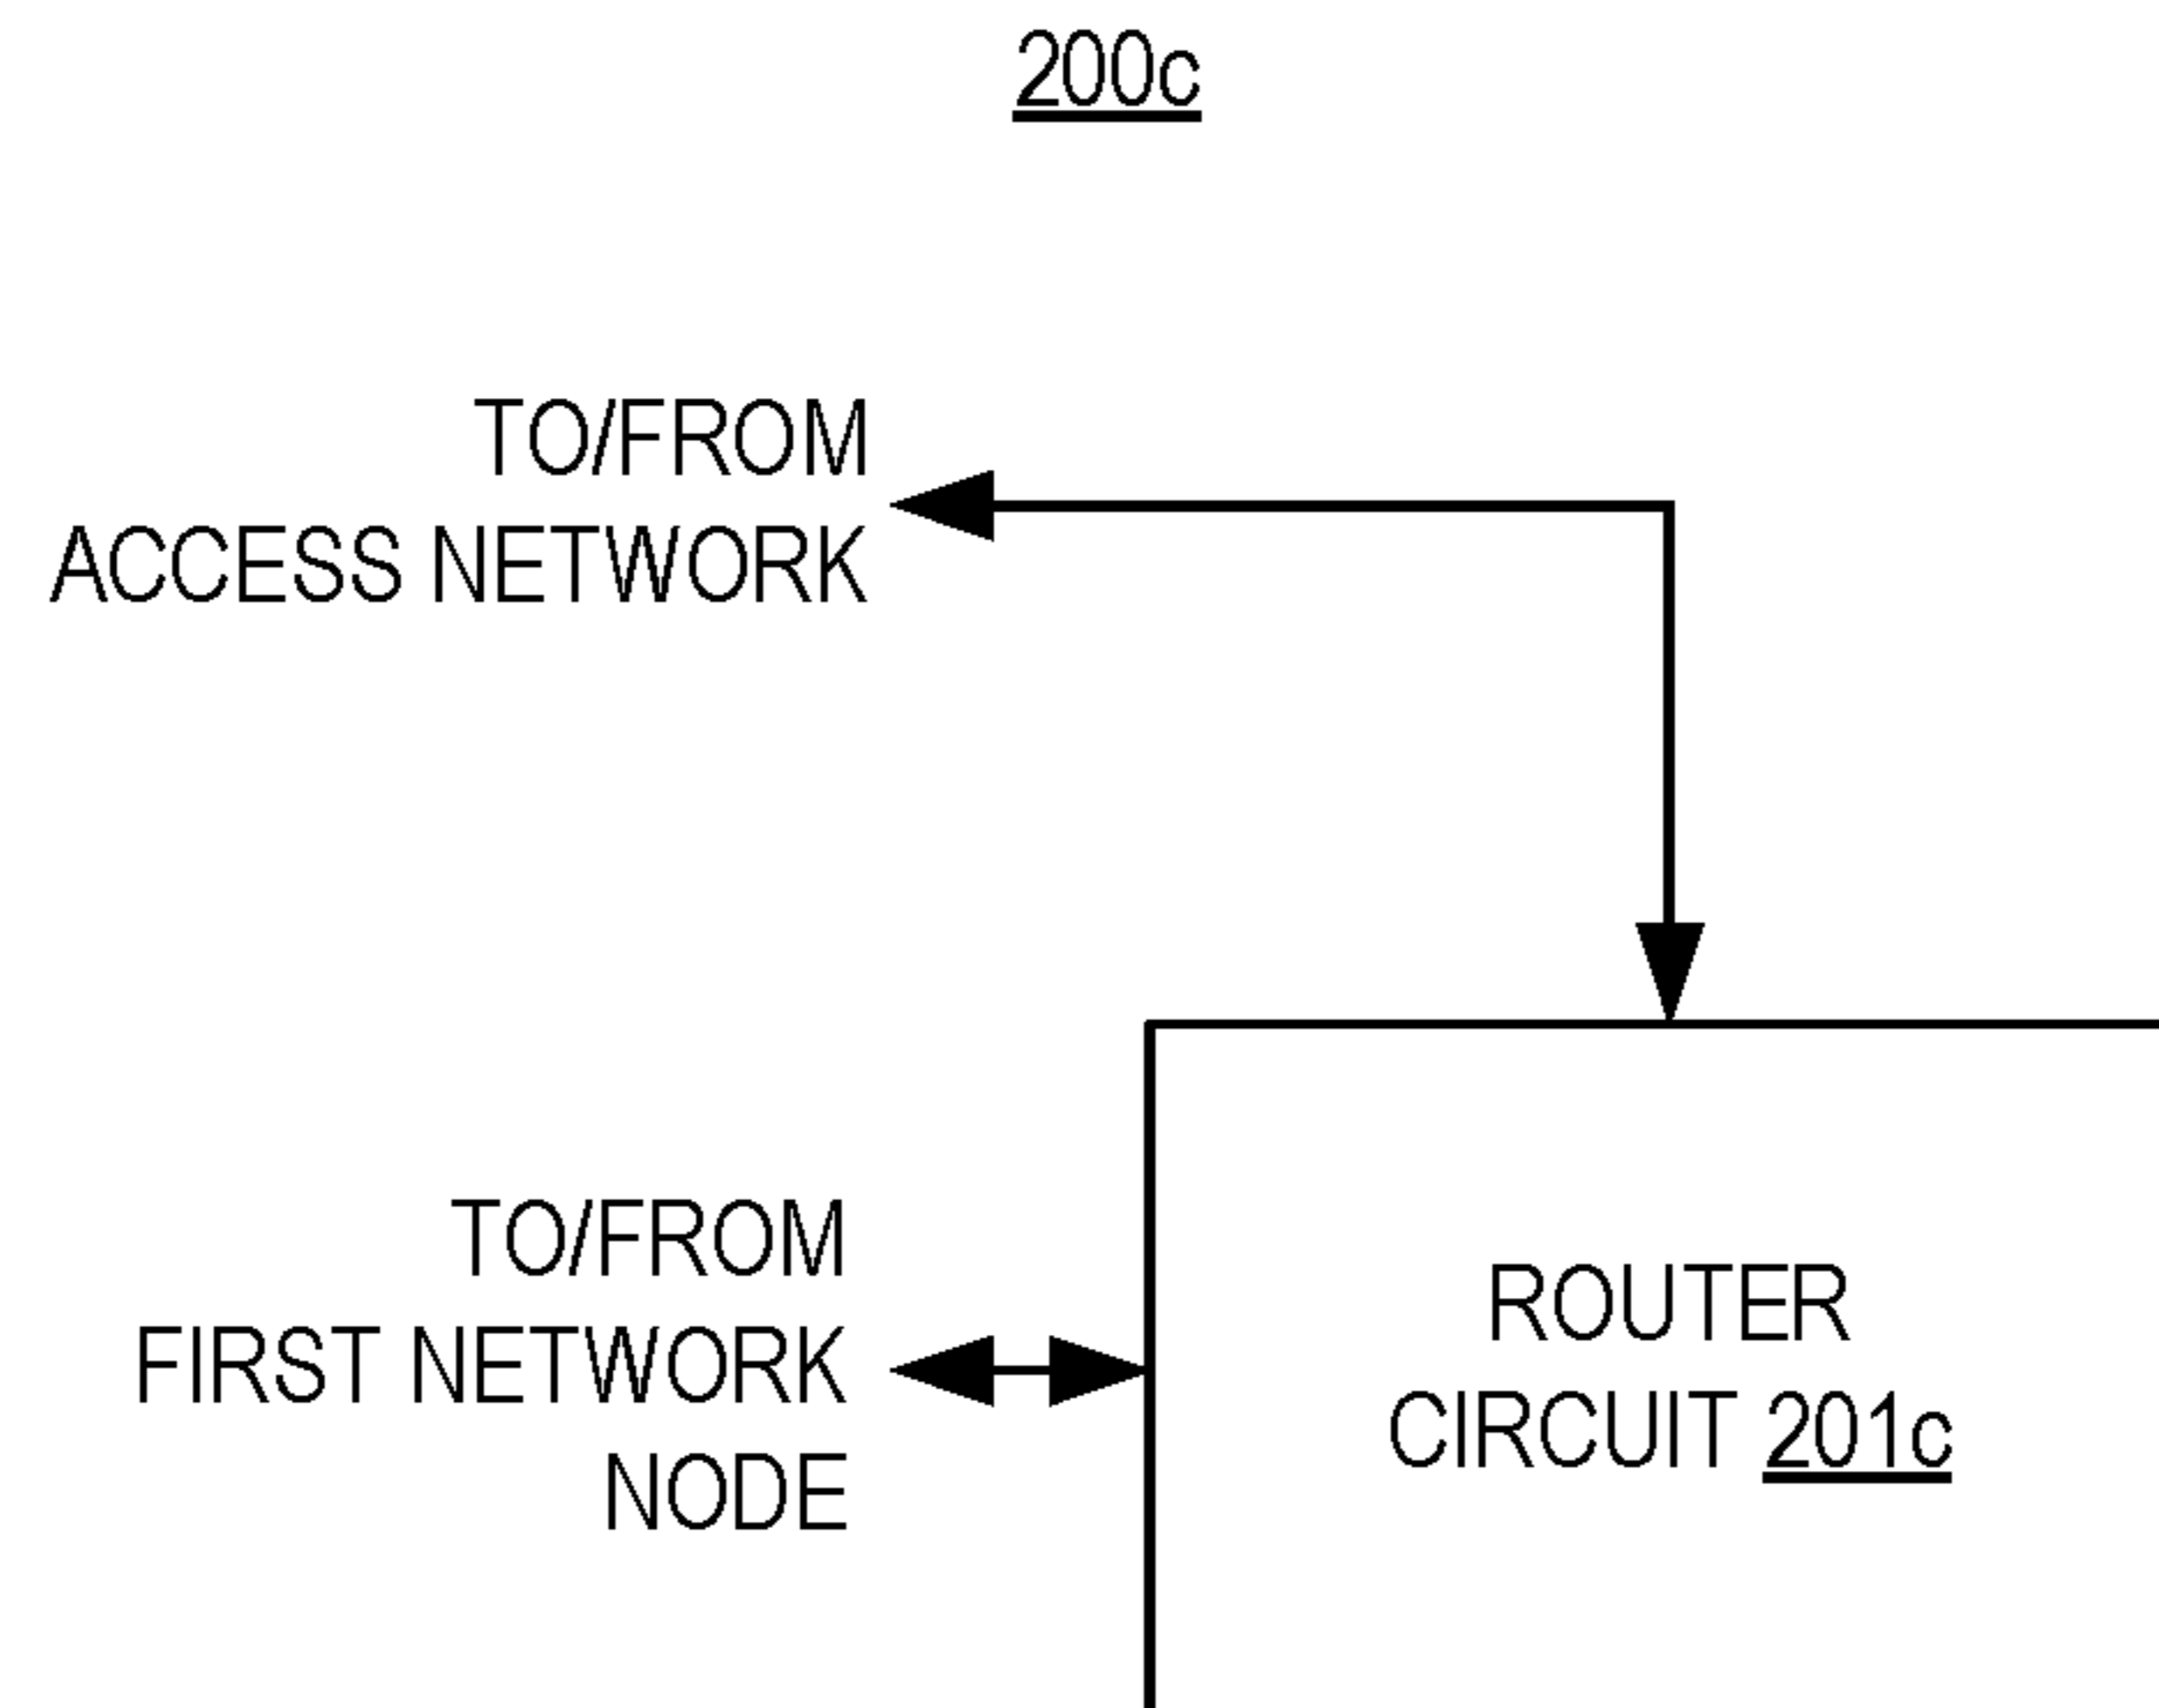 200c
TO/FROM
ACCESS NETWORK
TO/FROM
FIRST NETWORK
NODE
ROUTER
CIRCUIT 201c